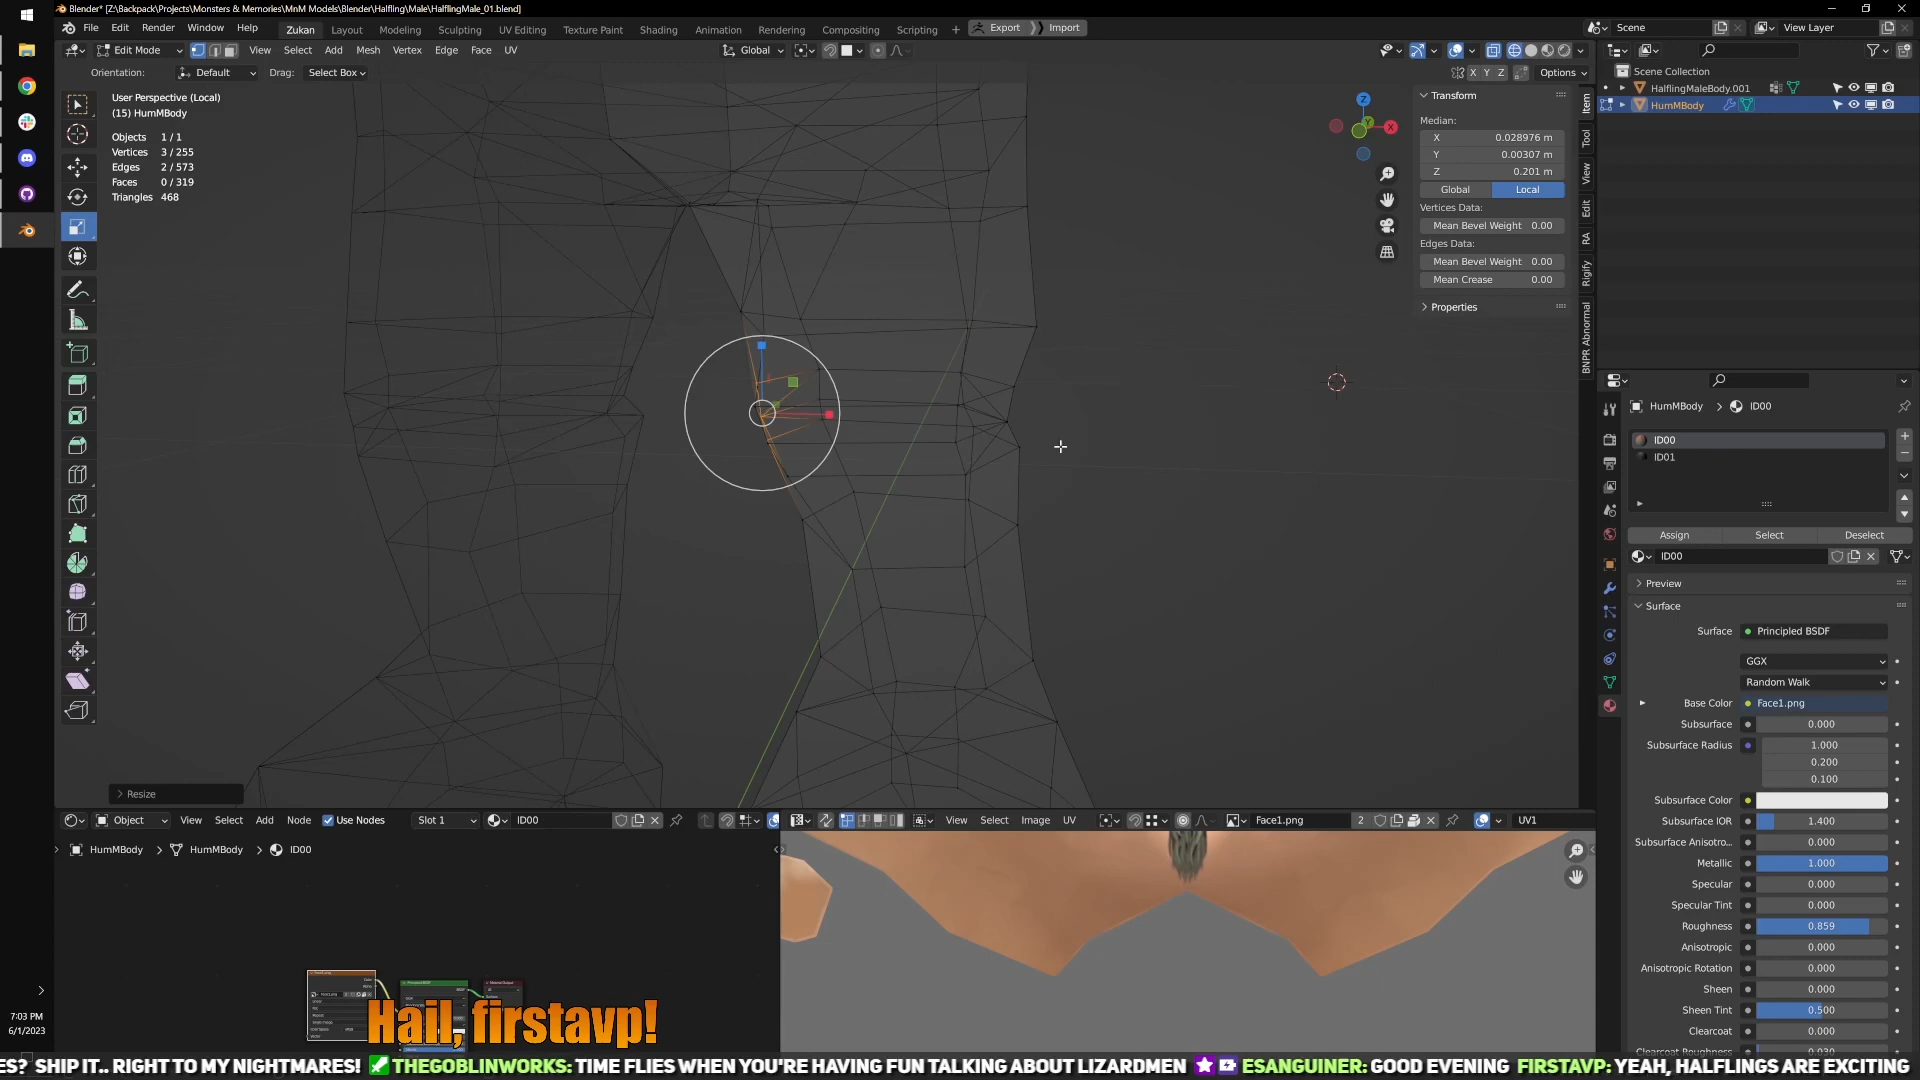 Blender* [Z:\Backpack\Projects\Monsters & Memories\MnM Models\Blender\Halfling\Male\HalflingMale_01.blend]
File Edit Render Window Help Zukan Layout Modeling Sculpting UV Editing Texture Paint Shading Animation Rendering Compositing Scripting + Export Import Scene View Layer
Edit Mode View Select Add Mesh Vertex Edge Face UV Global
Orientation: Default Drag: Select Box X Y Z Options
User Perspective (Local)
(15) HumMBody
Objects 1 / 1
Vertices 3 / 255
Edges 2 / 573
Faces 0 / 319
Triangles 468
Z
Y
X
Transform
Median:
X 0.028976 m
Y 0.00307 m
Z 0.201 m
Global Local
Vertices Data:
Mean Bevel Weight 0.00
Edges Data:
Mean Bevel Weight 0.00
Mean Crease 0.00
Properties
Item
Tool
View
Edit
RA
Rigify
BNPR Abnormal
Scene Collection
HalflingMaleBody.001
HumMBody
HumMBody > ID00
ID00
ID01
Assign Select Deselect
ID00
Preview
Surface
Surface Principled BSDF
GGX
Random Walk
Base Color Face1.png
Subsurface 0.000
Subsurface Radius 1.000
0.200
0.100
Subsurface Color
Subsurface IOR 1.400
Subsurface Anisotro... 0.000
Metallic 1.000
Specular 0.000
Specular Tint 0.000
Roughness 0.859
Anisotropic 0.000
Anisotropic Rotation 0.000
Sheen 0.000
Sheen Tint 0.500
Clearcoat 0.000
Clearcoat Roughness 0.030
Resize
Object View Select Add Node Use Nodes Slot 1 ID00
HumMBody > HumMBody > ID00
View Select Image UV Face1.png 2 UV1
7:03 PM
6/1/2023
Hail, firstavp!
ES? SHIP IT.. RIGHT TO MY NIGHTMARES! THEGOBLINWORKS: TIME FLIES WHEN YOU'RE HAVING FUN TALKING ABOUT LIZARDMEN ESANGUINER: GOOD EVENING FIRSTAVP: YEAH, HALFLINGS ARE EXCITING